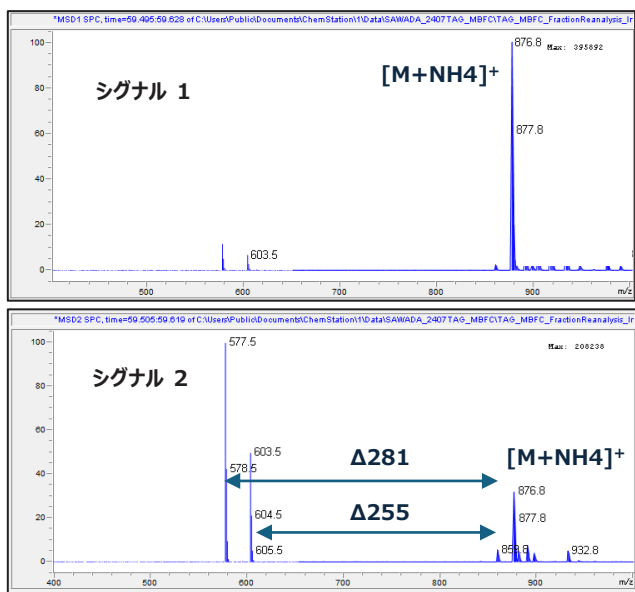 *MSD1 SPC, time=59.495:59.628 of C:\Users\Public\Documents\ChemStation\1\Data\SAWADA_2407TAG_MBFC\TAG_MBFC_FractionReanalysis_Ir
シグナル 1
[M+NH4]+
876.8
Max: 395892
877.8
603.5
100
80
60
40
20
0
500
600
700
800
900
m/z
*MSD2 SPC, time=59.505:59.619 of C:\Users\Public\Documents\ChemStation\1\Data\SAWADA_2407TAG_MBFC\TAG_MBFC_FractionReanalysis_Ir
577.5
Max: 208238
シグナル 2
603.5
578.5
Δ281
[M+NH4]+
876.8
604.5
Δ255
877.8
605.5
932.8
100
80
60
40
20
0
400
500
600
700
800
900
m/z